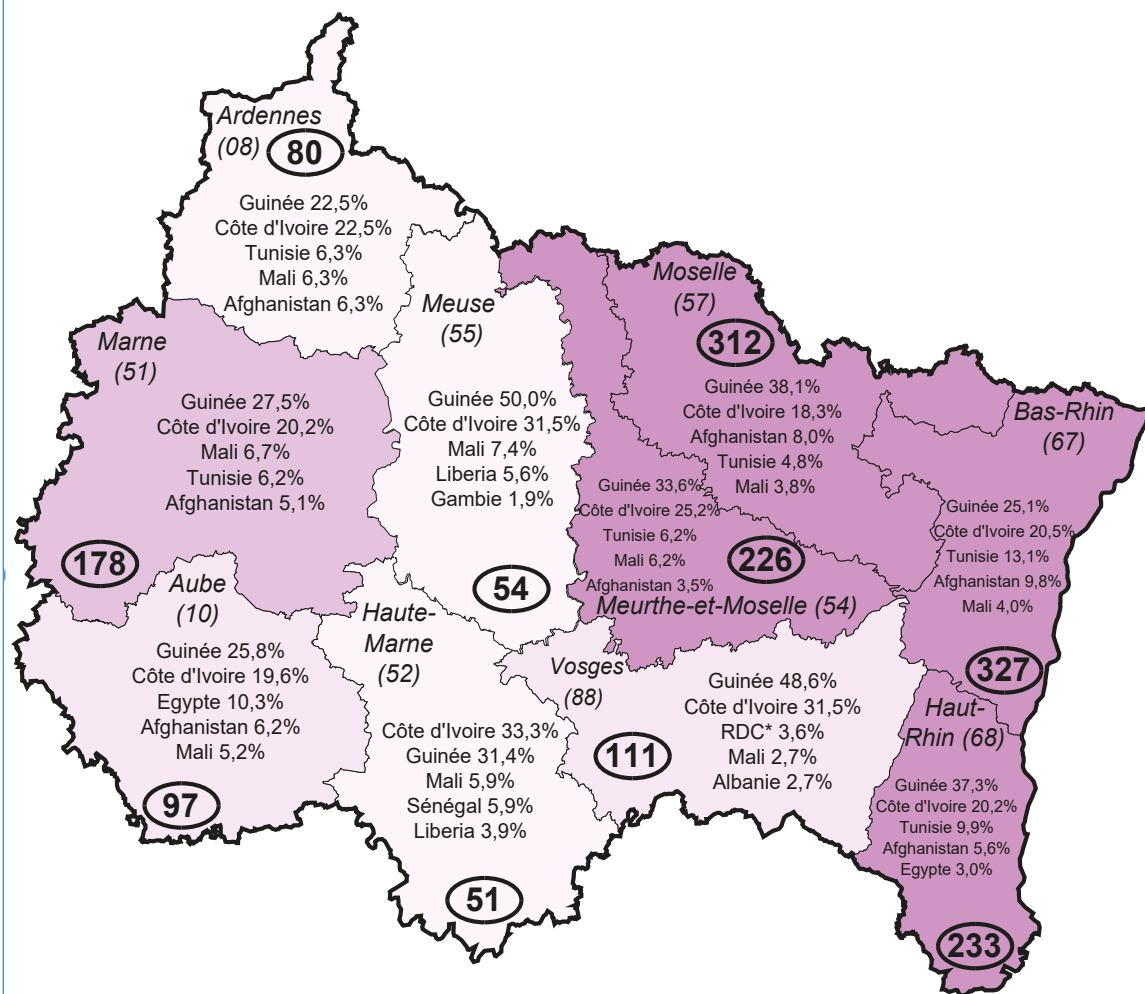 Ardennes
(08)
80
Guinée 22,5%
Côte d'Ivoire 22,5%
Tunisie 6,3%
Mali 6,3%
Afghanistan 6,3%
Meuse
(55)
Guinée 50,0%
Côte d'Ivoire 31,5%
Mali 7,4%
Liberia 5,6%
Gambie 1,9%
54
Moselle
(57)
312
Guinée 38,1%
Côte d'Ivoire 18,3%
Afghanistan 8,0%
Tunisie 4,8%
Mali 3,8%
Marne
(51)
Guinée 27,5%
Côte d'Ivoire 20,2%
Mali 6,7%
Tunisie 6,2%
Afghanistan 5,1%
178
Bas-Rhin
(67)
Guinée 25,1%
Côte d'Ivoire 20,5%
Tunisie 13,1%
Afghanistan 9,8%
Mali 4,0%
327
Guinée 33,6%
Côte d'Ivoire 25,2%
Tunisie 6,2%
Mali 6,2%
Afghanistan 3,5%
226
Meurthe-et-Moselle (54)
Aube
(10)
Guinée 25,8%
Côte d'Ivoire 19,6%
Egypte 10,3%
Afghanistan 6,2%
Mali 5,2%
97
Haute-
Marne
(52)
Côte d'Ivoire 33,3%
Guinée 31,4%
Mali 5,9%
Sénégal 5,9%
Liberia 3,9%
51
Vosges
(88)
Guinée 48,6%
Côte d'Ivoire 31,5%
RDC* 3,6%
Mali 2,7%
Albanie 2,7%
111
Haut-
Rhin (68)
Guinée 37,3%
Côte d'Ivoire 20,2%
Tunisie 9,9%
Afghanistan 5,6%
Egypte 3,0%
233